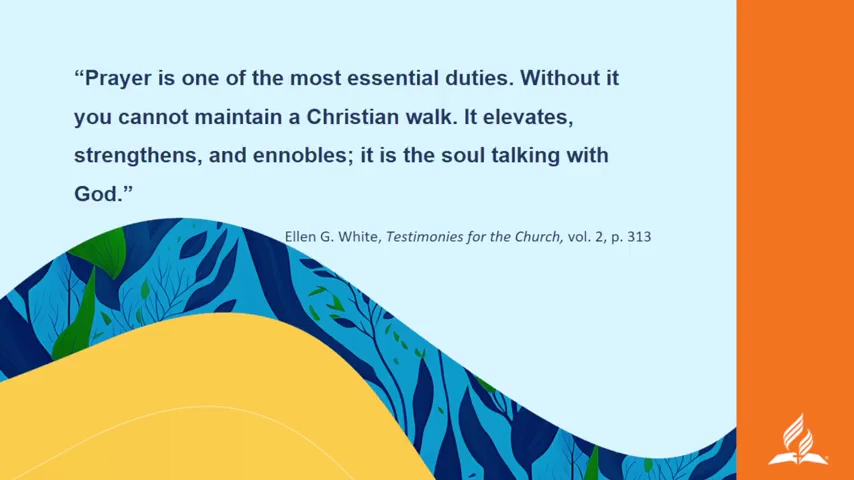 “Prayer is one of the most essential duties. Without it
you cannot maintain a Christian walk. It elevates,
strengthens, and ennobles; it is the soul talking with
God.”
Ellen G. White, Testimonies for the Church, vol. 2, p. 313